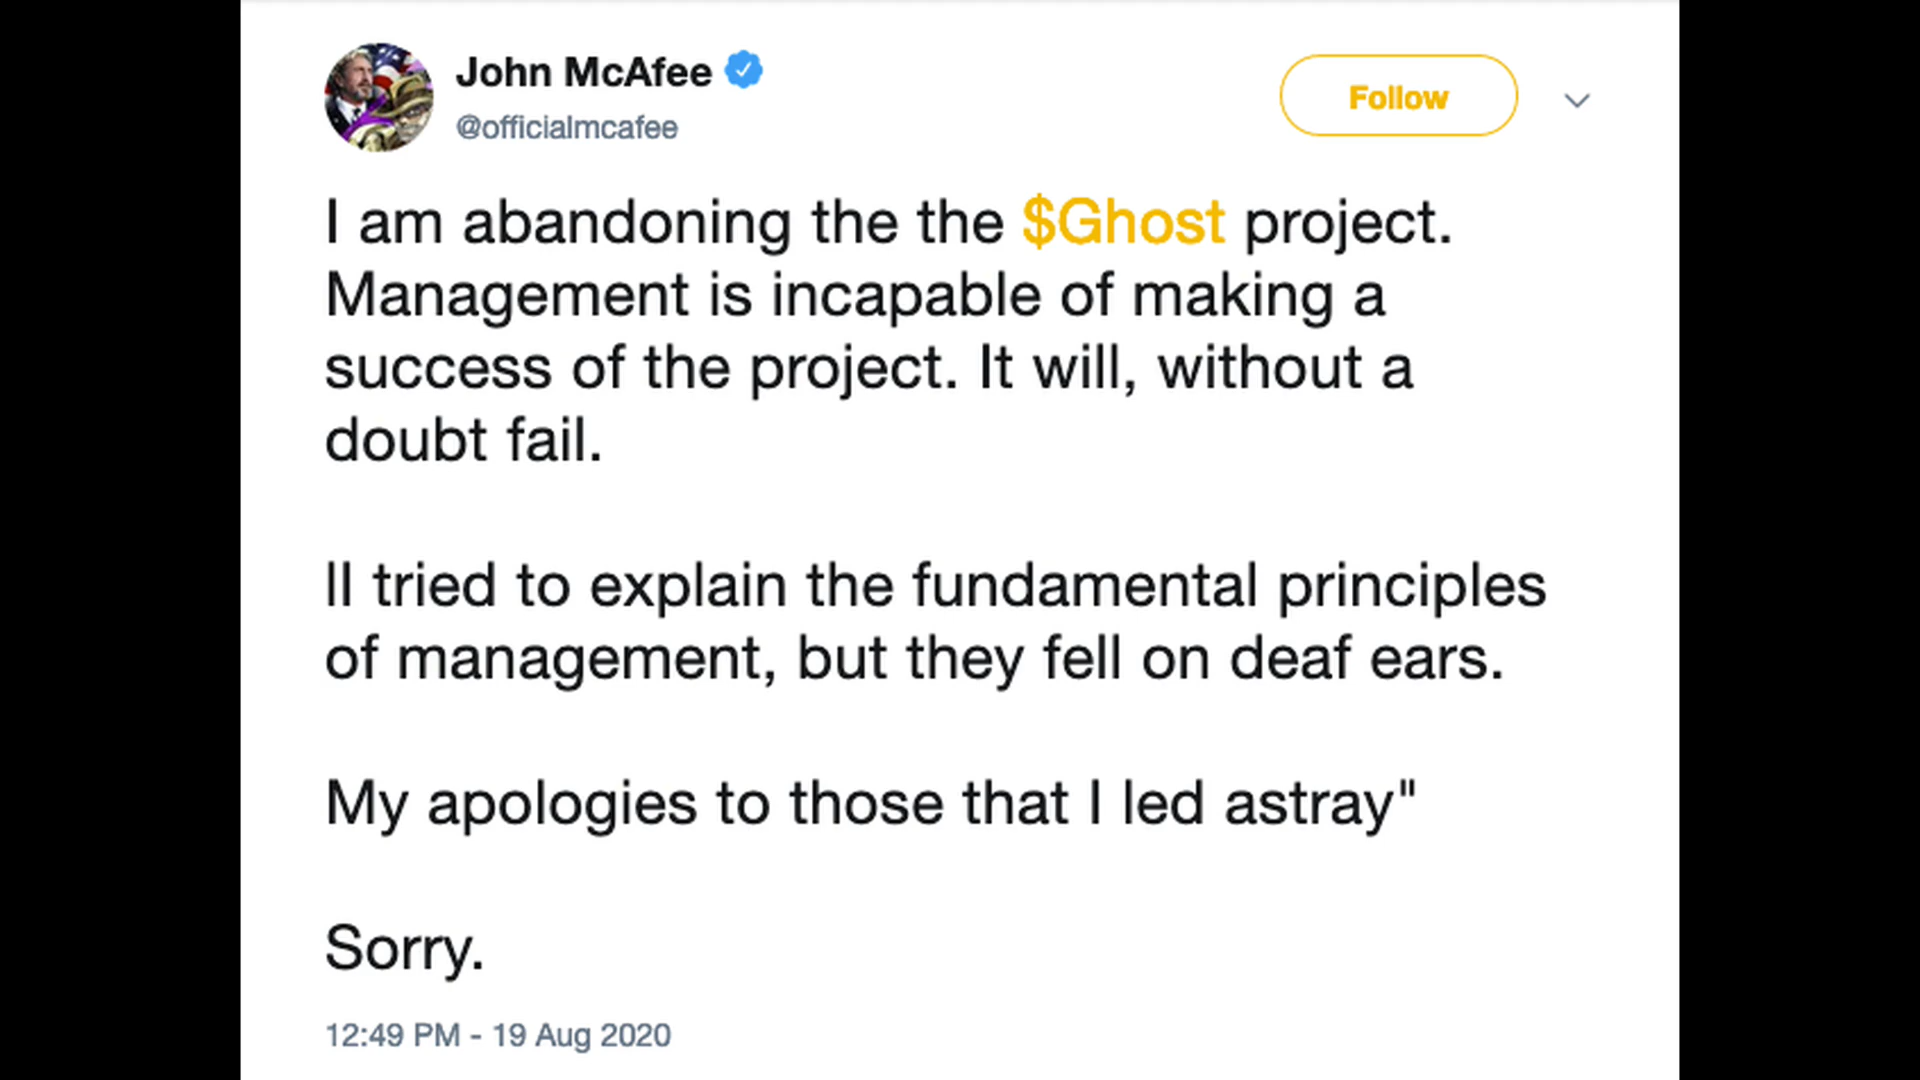 John McAfee
@officialmcafee
Follow
I am abandoning the the $Ghost project.
Management is incapable of making a
success of the project. It will, without a
doubt fail.
II tried to explain the fundamental principles
of management, but they fell on deaf ears.
My apologies to those that I led astray"
Sorry.
12:49 PM - 19 Aug 2020